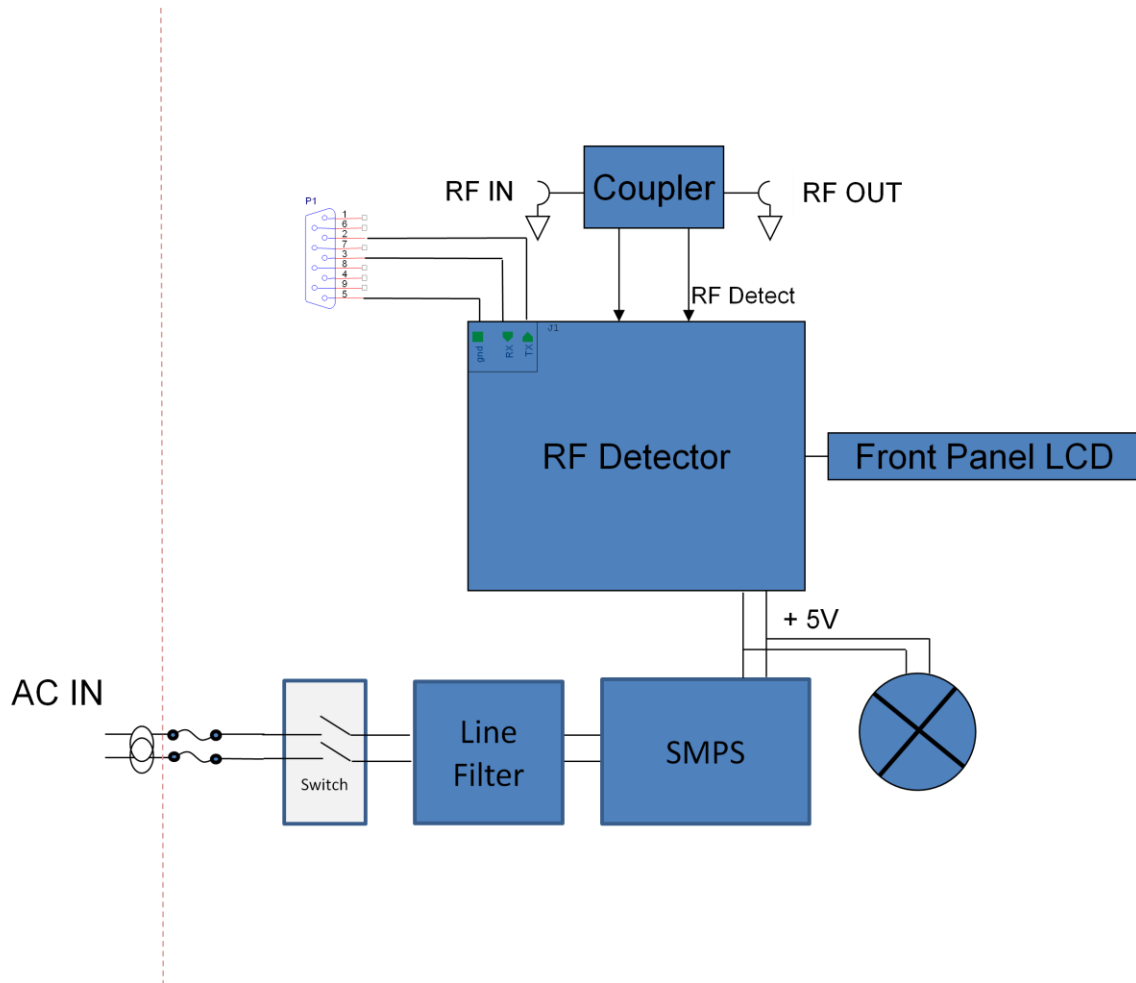 Coupler
RF IN
RF OUT
P1
1
6
2
7
3
8
4
9
5
RF Detect
J1
gnd
RX
TX
RF Detector
Front Panel LCD
+ 5V
AC IN
Switch
Line
Filter
SMPS